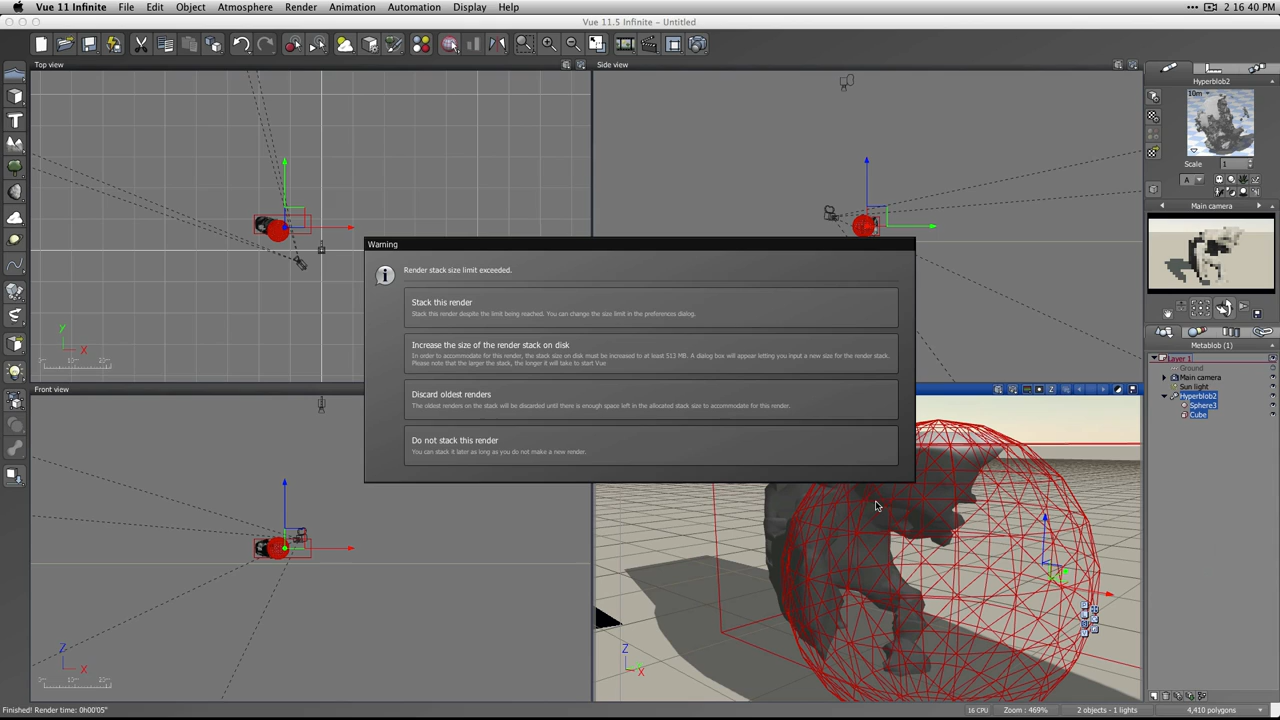 Vue 11 Infinite File Edit Object Atmosphere Render Animation Automation Display Help 2 16:40 PM
Vue 11.5 Infinite - Untitled
Top view
Side view
Hyperblob2
10m
Scale 1
A
Main camera
Warning
Render stack size limit exceeded.
Stack this render
Stack this render despite the limit being reached. You can change the size limit in the preferences dialog.
Increase the size of the render stack on disk
In order to accommodate for this render, the stack size on disk must be increased to at least 513 MB. A dialog box will appear letting you input a new size for the render stack.
Please note that the larger the stack, the longer it will take to start Vue
Discard oldest renders
The oldest renders on the stack will be discarded until there is enough space left in the allocated stack size to accommodate for this render.
Do not stack this render
You can stack it later as long as you do not make a new render.
Y
X
Front view
Metablob (1)
Layer 1
Ground
Main camera
Sun light
Hyperblob2
Sphere3
Cube
Z
X
Z
X
Finished! Render time: 0h00'05"
16 CPU
Zoom : 469%
2 objects - 1 lights
4,410 polygons